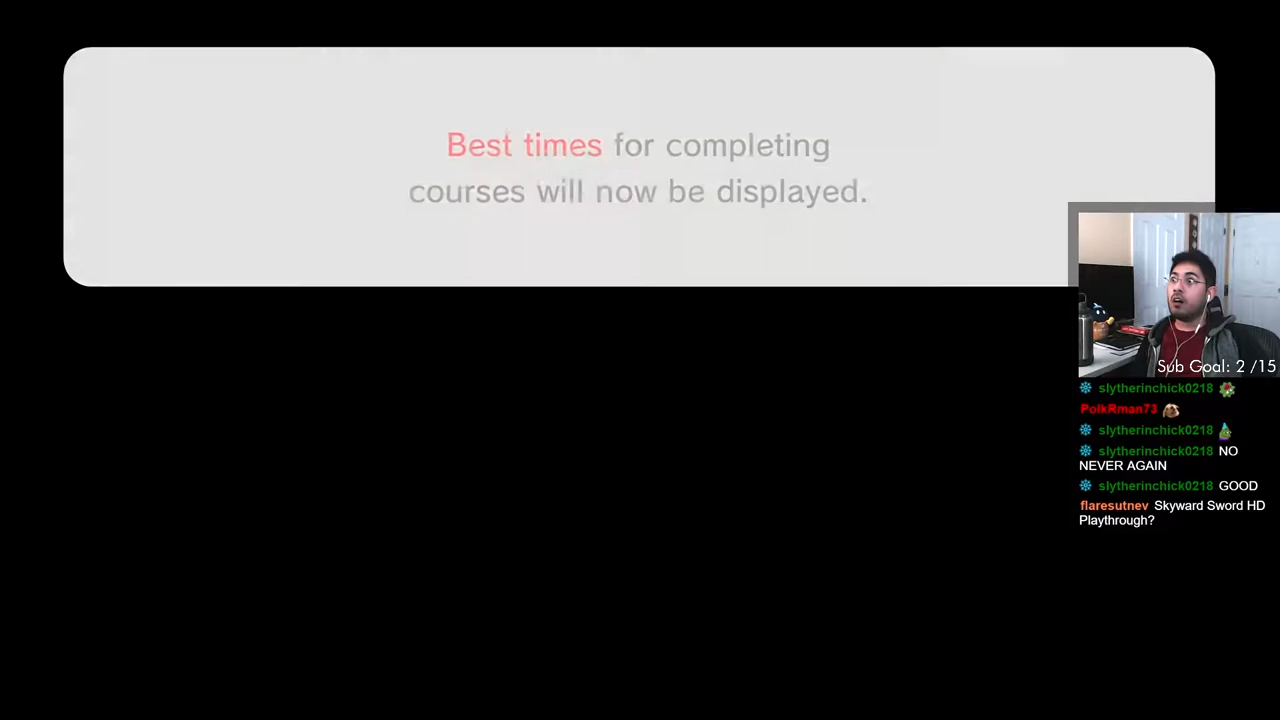 Best times for completing
courses will now be displayed.
Sub Goal: 2 /15
slytherinchick0218
PolkRman73
slytherinchick0218
slytherinchick0218 NO
NEVER AGAIN
slytherinchick0218 GOOD
flaresutnev Skyward Sword HD
Playthrough?